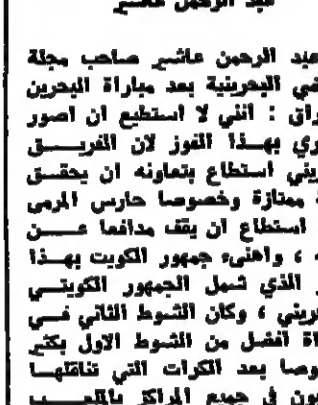 عبد الرحمن عاشير
عبد الرحمن عاشير صاحب مجلة
ضي البحرينية بعد مباراة البحرين
راق : انني لا استطيع ان اصور
ري بهذا الفوز لان الفريق
ريني استطاع بتعاونه ان يحقق
ة ممتازة وخصوصا حارس المرمى
استطاع ان يقف مدافعا عن
ه ، واهنىء جمهور الكويت بهذا
الذي شمل الجمهور الكويتي
حريني ، وكان الشوط الثاني في
اة افضل من الشوط الاول بكثير
وصا بعد الكرات التي تناقلها
ون في جميع المراكز بالملعب